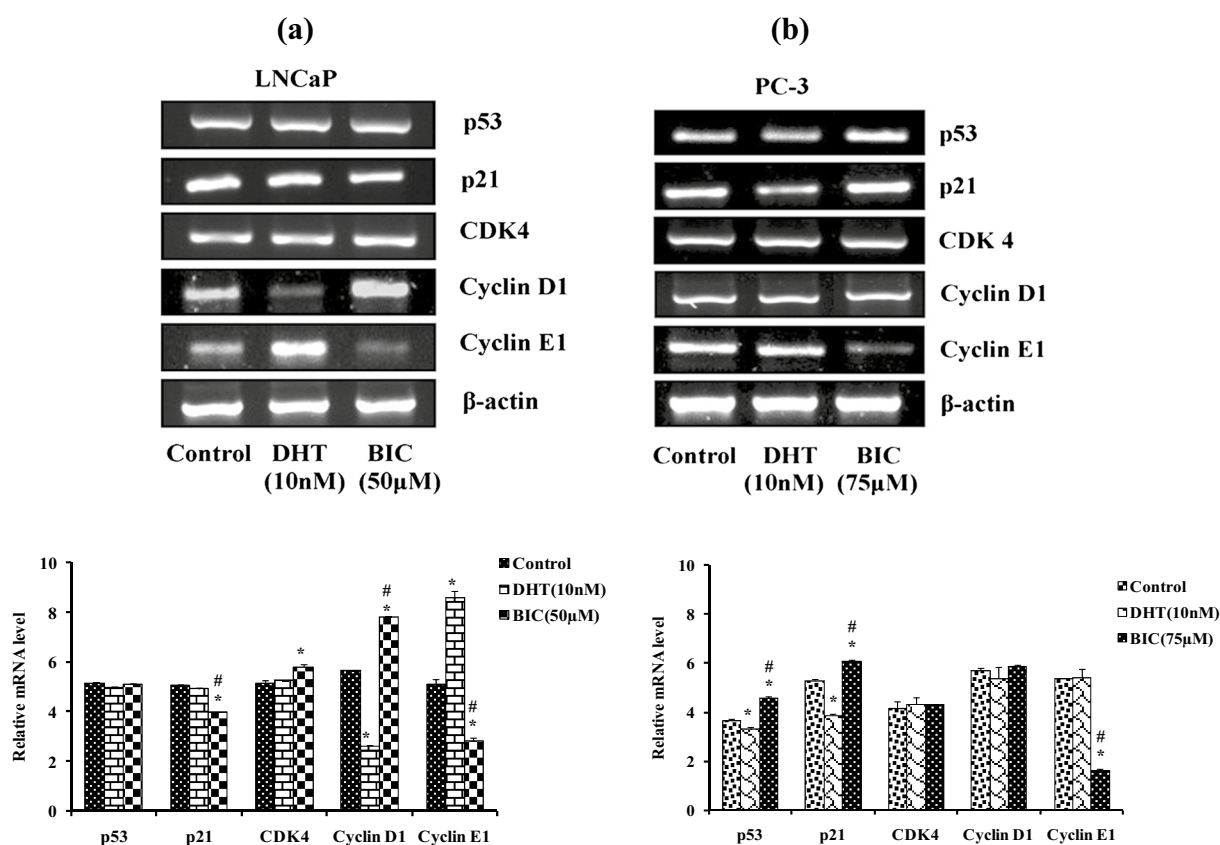 (a)
LNCaP
p53
p21
CDK4
Cyclin D1
Cyclin E1
β-actin
Control DHT BIC
(10nM) (50µM)
(b)
PC-3
p53
p21
CDK 4
Cyclin D1
Cyclin E1
β-actin
Control DHT BIC
(10nM) (75µM)
Relative mRNA level
10
8
6
4
2
0
# *
*
*
# *
*
# *
p53 p21 CDK4 Cyclin D1 Cyclin E1
Control
DHT(10nM)
BIC(50µM)
Relative mRNA level
10
8
6
4
2
0
*
# *
*
# *
# *
p53 p21 CDK4 Cyclin D1 Cyclin E1
Control
DHT(10nM)
BIC(75µM)